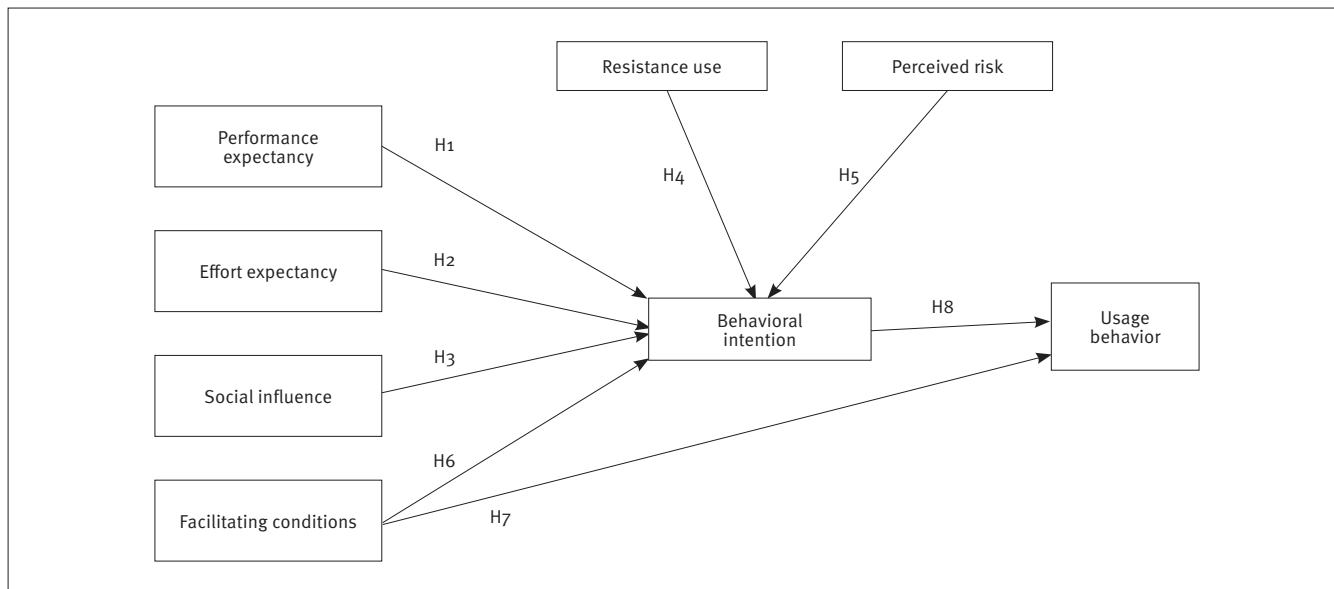 Resistance use
Perceived risk
Performance
expectancy
H1
H4
H5
Effort expectancy
H2
Behavioral
intention
H8
Usage
behavior
H3
Social influence
H6
Facilitating conditions
H7